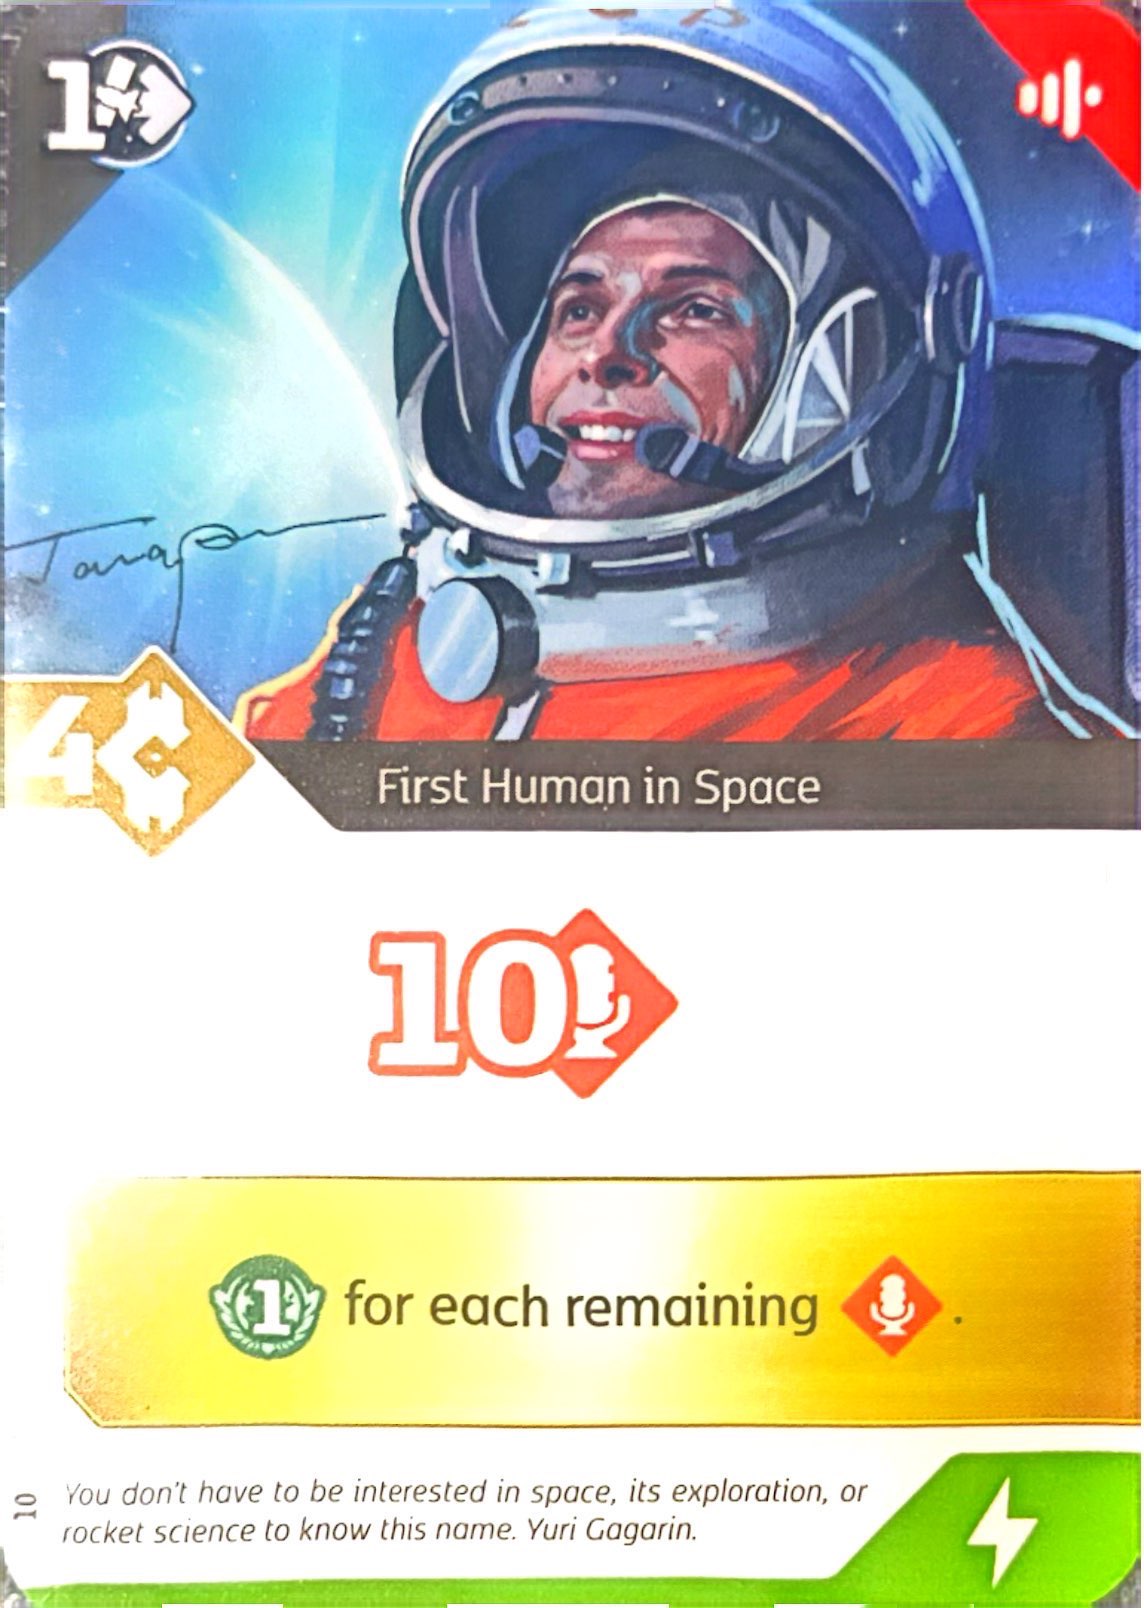 1
Гагарин
4
First Human in Space
10
1 for each remaining .
You don't have to be interested in space, its exploration, or
rocket science to know this name. Yuri Gagarin.
10